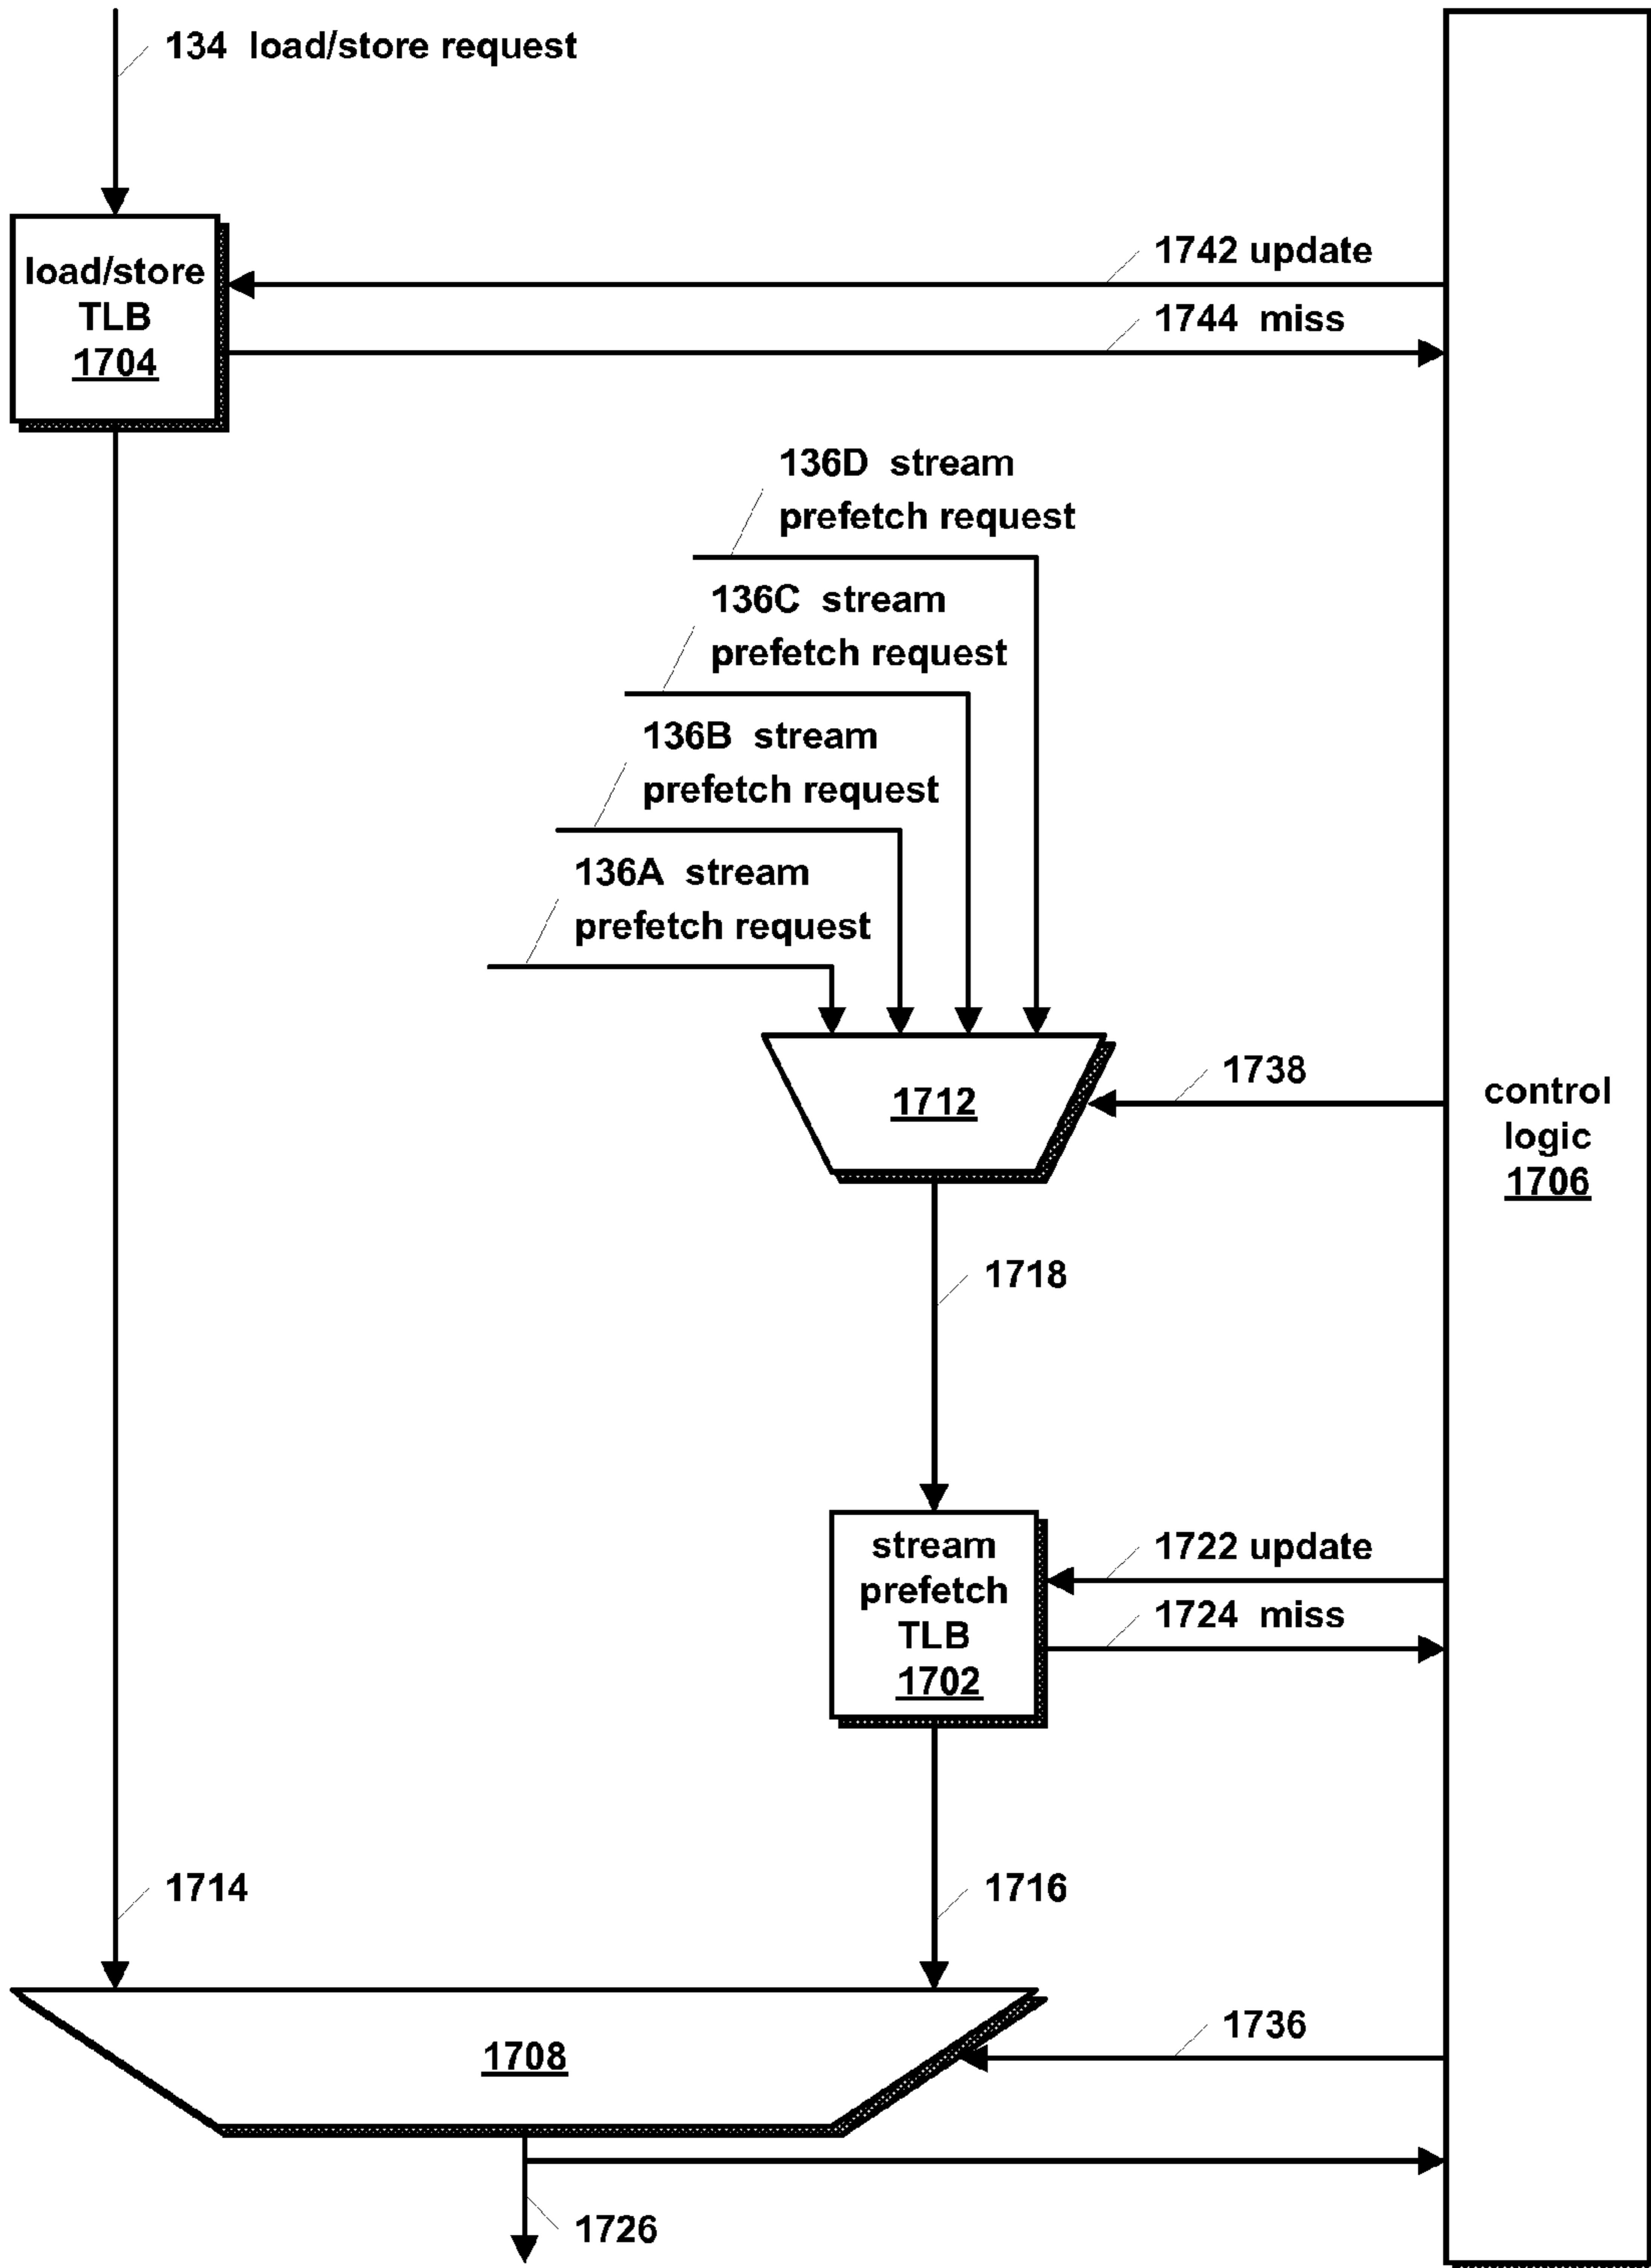 134 load/store request
load/store
TLB
1704
1742 update
1744 miss
136D stream
prefetch request
136C stream
prefetch request
136B stream
prefetch request
136A stream
prefetch request
1712
1738
control
logic
1706
1718
stream
prefetch
TLB
1702
1722 update
1724 miss
1714
1716
1708
1736
1726